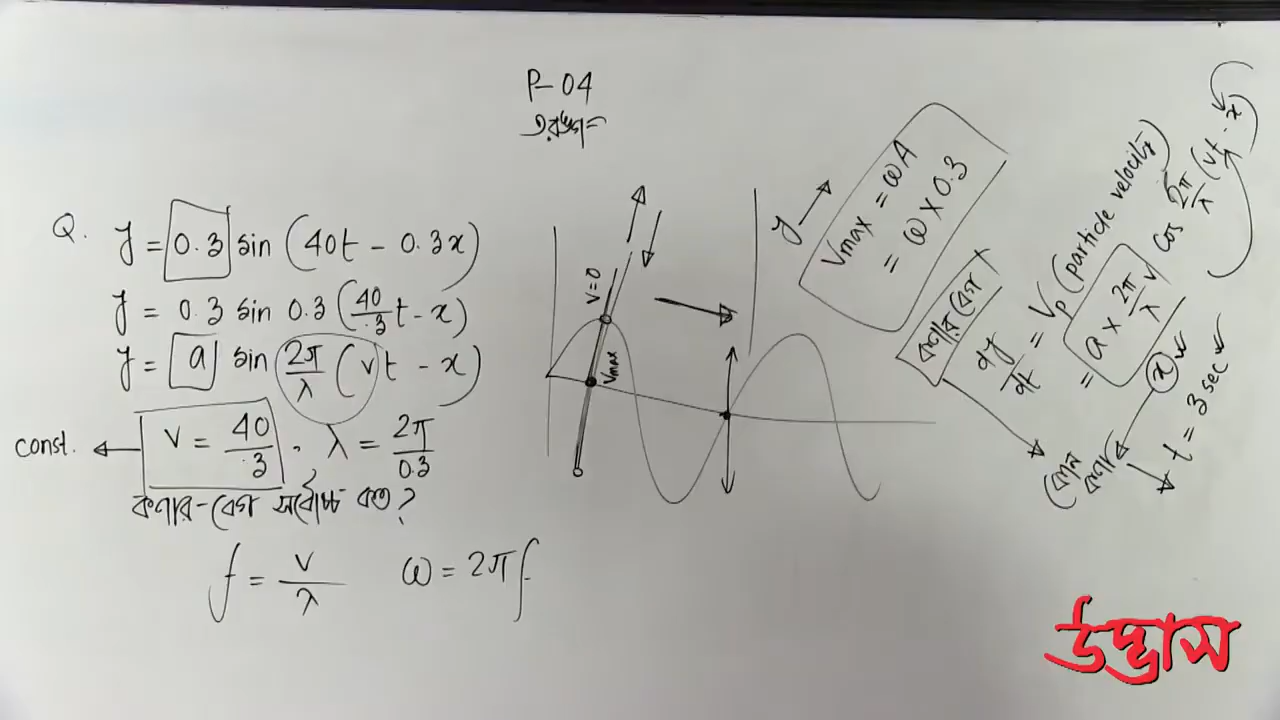 P-04
তরঙ্গ-
Q. y = 0.3 sin (40t - 0.3x)
y = 0.3 sin 0.3 (40/.3 t - x)
y = a sin 2π/λ (vt - x)
const. ← v = 40/.3 . λ = 2π/0.3
কণার-বেগ সর্বোচ্চ কত?
f = v/λ ω = 2πf
v=0
Vmax
y →
Vmax = ωA
= ω × 0.3
কণার বেগ
dy/dt = Vp (particle velocity)
= a × 2π/λ v cos 2π/λ (vt - x)
x
কোন
কণা
t = 3 sec
উদ্ভাস